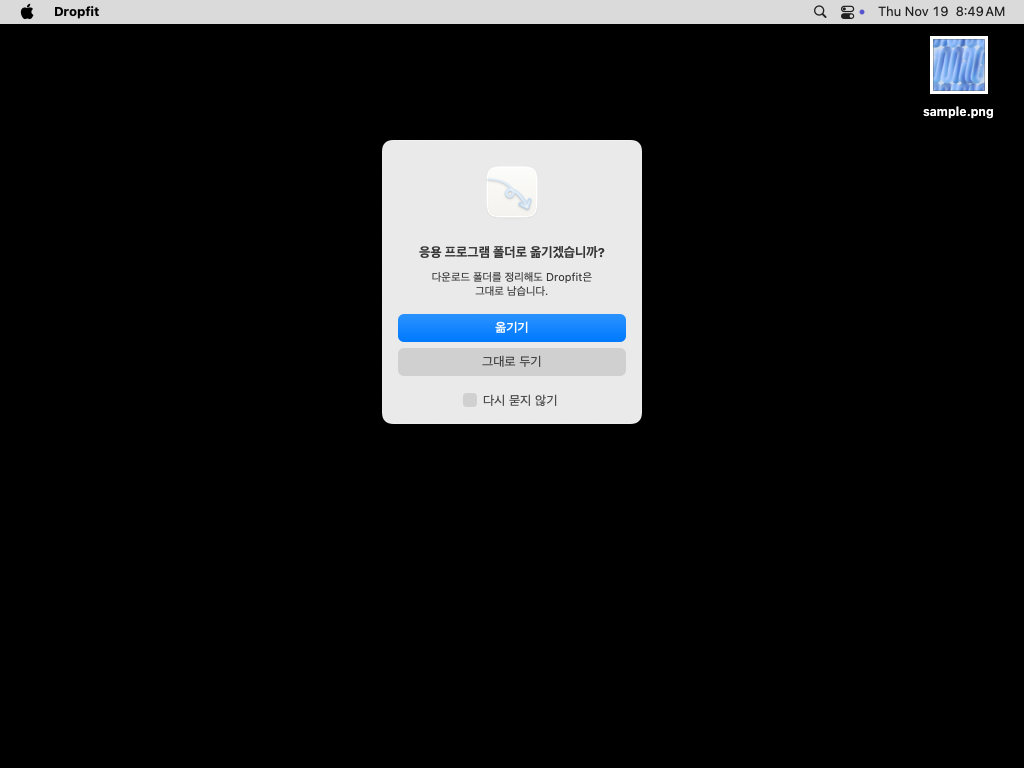 Dropfit
Thu Nov 19 8:49 AM
sample.png
응용 프로그램 폴더로 옮기겠습니까?
다운로드 폴더를 정리해도 Dropfit은
그대로 남습니다.
옮기기
그대로 두기
다시 묻지 않기